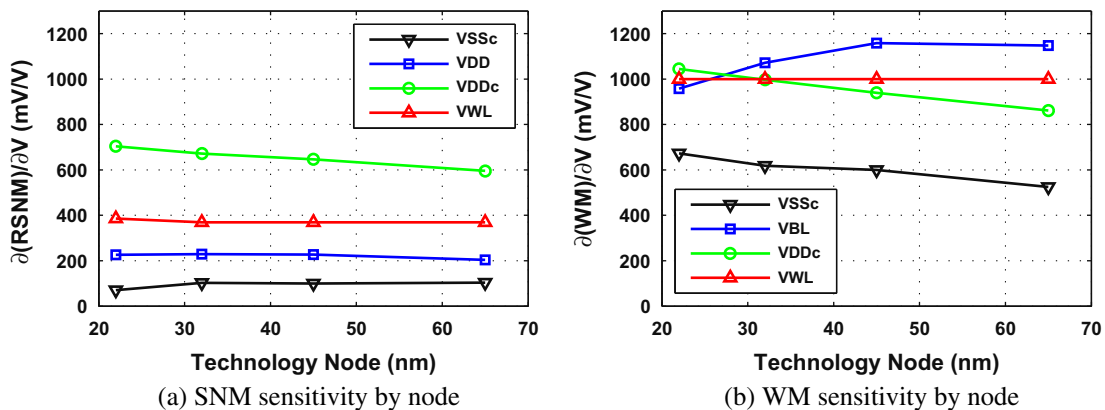 ∂(RSNM)/∂V (mV/V)
1200
1000
800
600
400
200
0
VSSc
VDD
VDDc
VWL
20 30 40 50 60 70
Technology Node (nm)
(a) SNM sensitivity by node
∂(WM)/∂V (mV/V)
1200
1000
800
600
400
200
0
VSSc
VBL
VDDc
VWL
20 30 40 50 60 70
Technology Node (nm)
(b) WM sensitivity by node